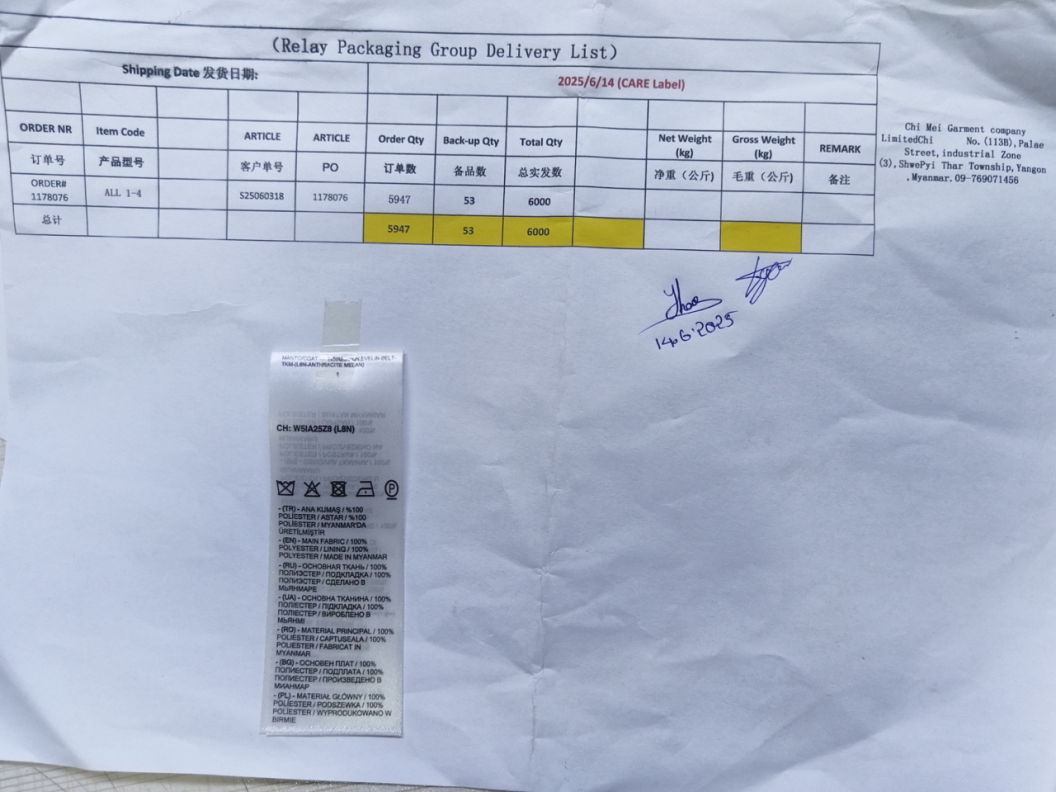 (Relay Packaging Group Delivery List)
Shipping Date 发货日期: 2025/6/14 (CARE Label)
ORDER NR Item Code ARTICLE ARTICLE Order Qty Back-up Qty Total Qty Net Weight (kg) Gross Weight (kg) REMARK
订单号 产品型号 客户单号 PO 订单数 备品数 总实发数 净重（公斤） 毛重（公斤） 备注
ORDER# 1178076 ALL 1-4 S25060318 1178076 5947 53 6000
总计 5947 53 6000
Chi Mei Garment company
LimitedChi No.(113B), Palae
Street, industrial Zone
(3), ShwePyi Thar Township, Yangon
, Myanmar. 09-769071456
14.6.2025
1
CH: W5IA25Z8 (L8N)
- (TR) - ANA KUMAŞ / %100
POLIESTER / ASTAR / %100
POLIESTER / MYANMAR'DA
ÜRETİLMİŞTİR
- (EN) - MAIN FABRIC / 100%
POLYESTER / LINING / 100%
POLYESTER / MADE IN MYANMAR
- (RU) - ОСНОВНАЯ ТКАНЬ / 100%
ПОЛИЭСТЕР / ПОДКЛАДКА / 100%
ПОЛИЭСТЕР / СДЕЛАНО В
МЬЯНМАРЕ
- (UA) - ОСНОВНА ТКАНИНА / 100%
ПОЛІЕСТЕР / ПІДКЛАДКА / 100%
ПОЛІЕСТЕР / ВИРОБЛЕНО В
М'ЯНМІ
- (RO) - MATERIAL PRINCIPAL / 100%
POLIESTER / CAPTUSEALA / 100%
POLIESTER / FABRICAT IN
MYANMAR
- (BG) - ОСНОВЕН ПЛАТ / 100%
ПОЛИЕСТЕР / ПОДПЛАТА / 100%
ПОЛИЕСТЕР / ПРОИЗВЕДЕНО В
МИАНМАР
- (PL) - MATERIAŁ GŁÓWNY / 100%
POLIESTER / PODSZEWKA / 100%
POLIESTER / WYPRODUKOWANO W
BIRMIE